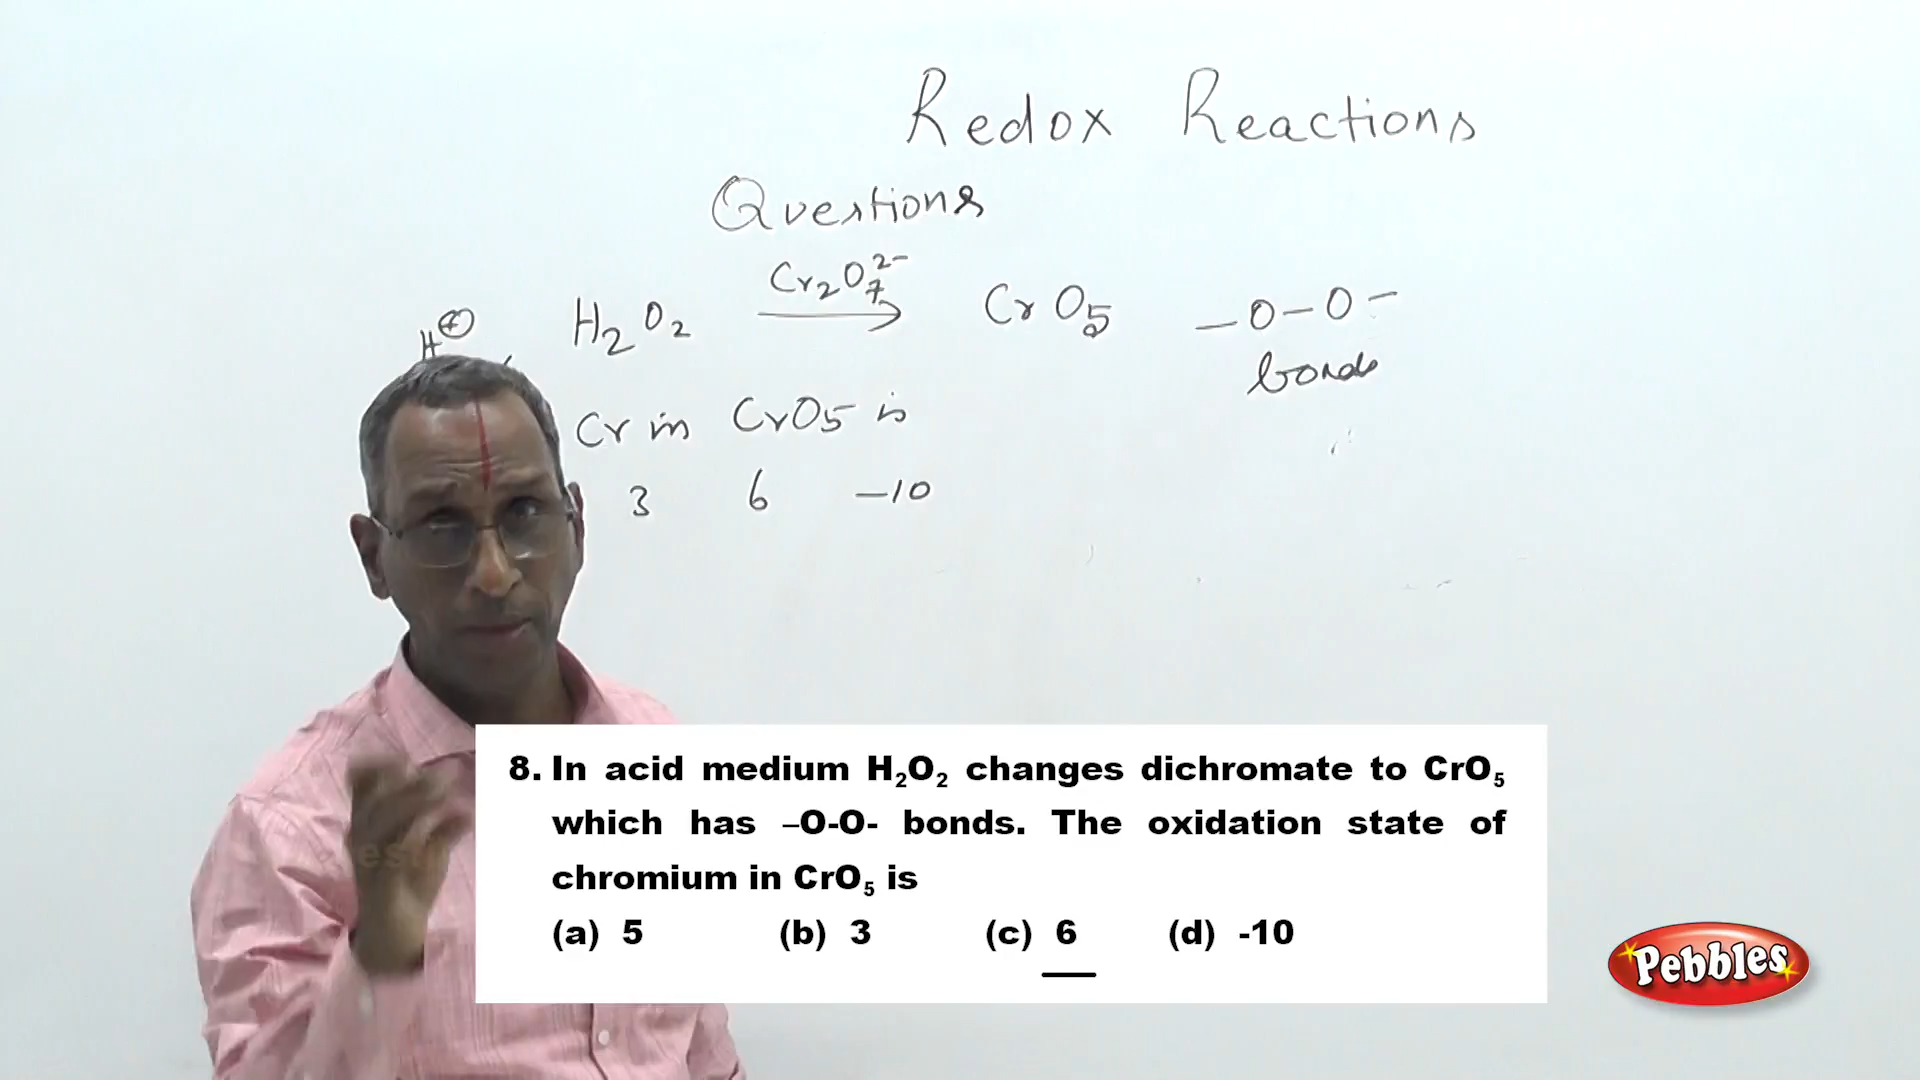 Redox Reactions
Questions
H⊕ H₂O₂ Cr₂O₇²⁻ → CrO₅ –O–O–
bonds
Cr in CrO5 is
3 6 –10
8. In acid medium H₂O₂ changes dichromate to CrO₅
which has –O-O- bonds. The oxidation state of
chromium in CrO₅ is
(a) 5 (b) 3 (c) 6 (d) -10
Pebbles